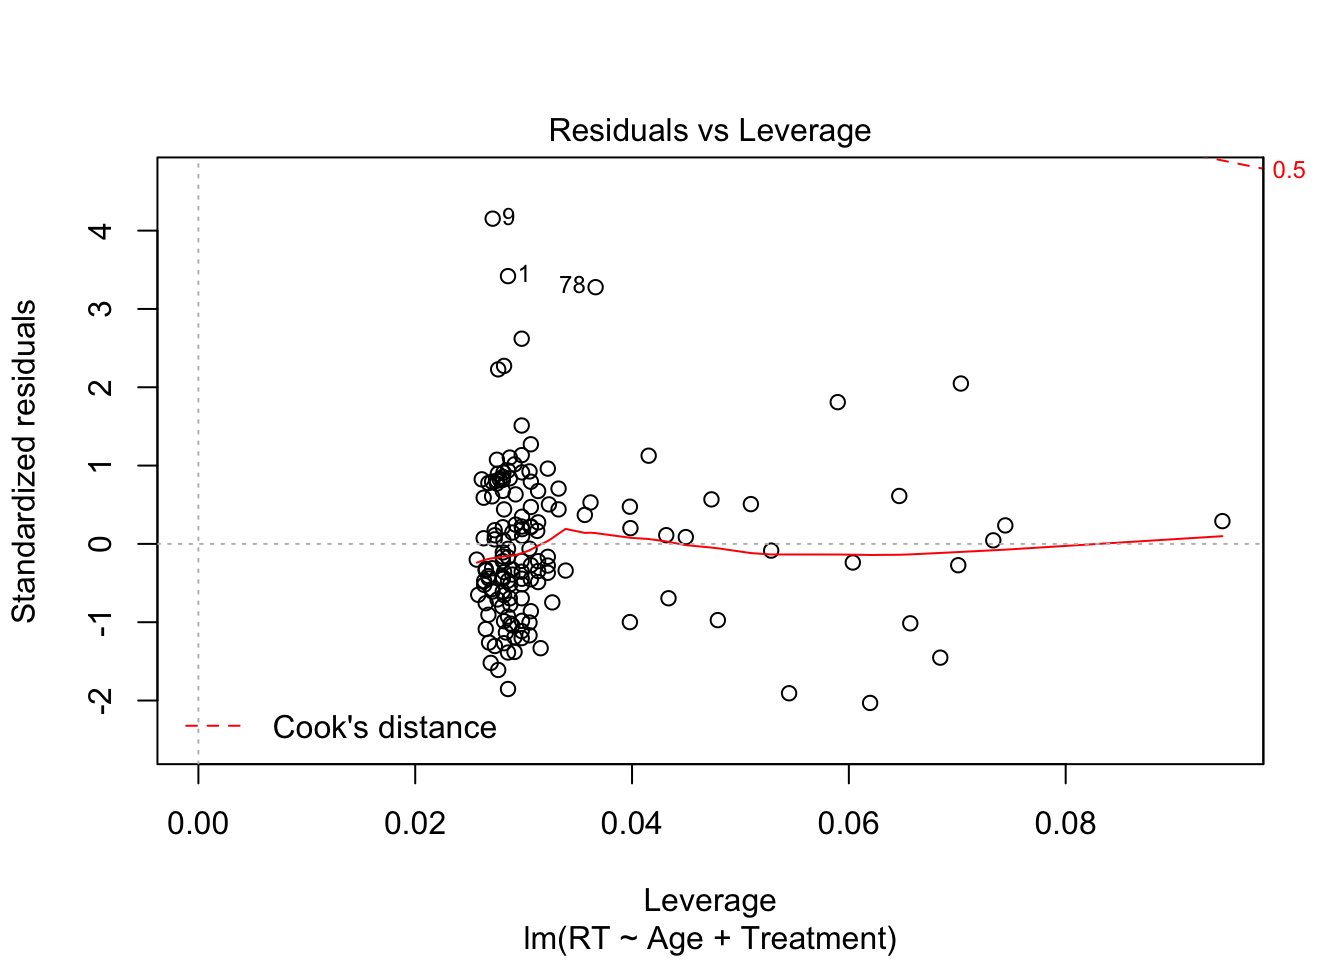 Residuals vs Leverage
0.5
4
3
2
1
0
-1
-2
Standardized residuals
9
1
78
Cook's distance
0.00 0.02 0.04 0.06 0.08
Leverage
lm(RT ~ Age + Treatment)